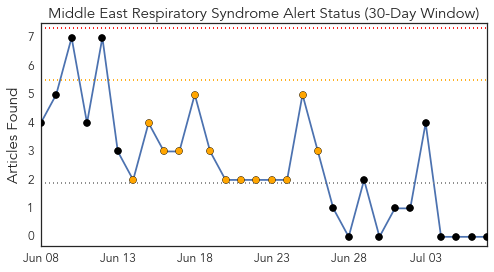 Middle East Respiratory Syndrome Alert Status (30-Day Window)
Articles Found
7
6
5
4
3
2
1
0
Jun 08 Jun 13 Jun 18 Jun 23 Jun 28 Jul 03